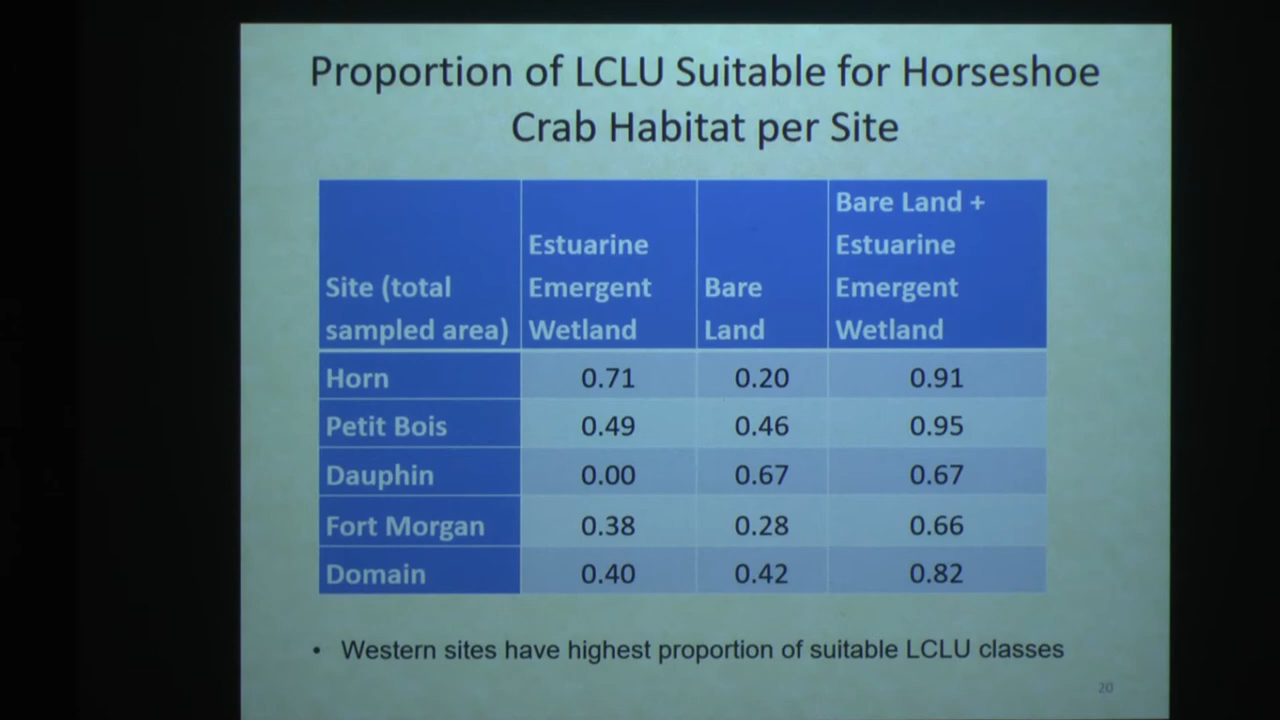 Proportion of LCLU Suitable for Horseshoe
Crab Habitat per Site
Site (total
sampled area)
Estuarine
Emergent
Wetland
Bare
Land
Bare Land +
Estuarine
Emergent
Wetland
Horn 0.71 0.20 0.91
Petit Bois 0.49 0.46 0.95
Dauphin 0.00 0.67 0.67
Fort Morgan 0.38 0.28 0.66
Domain 0.40 0.42 0.82
• Western sites have highest proportion of suitable LCLU classes
20